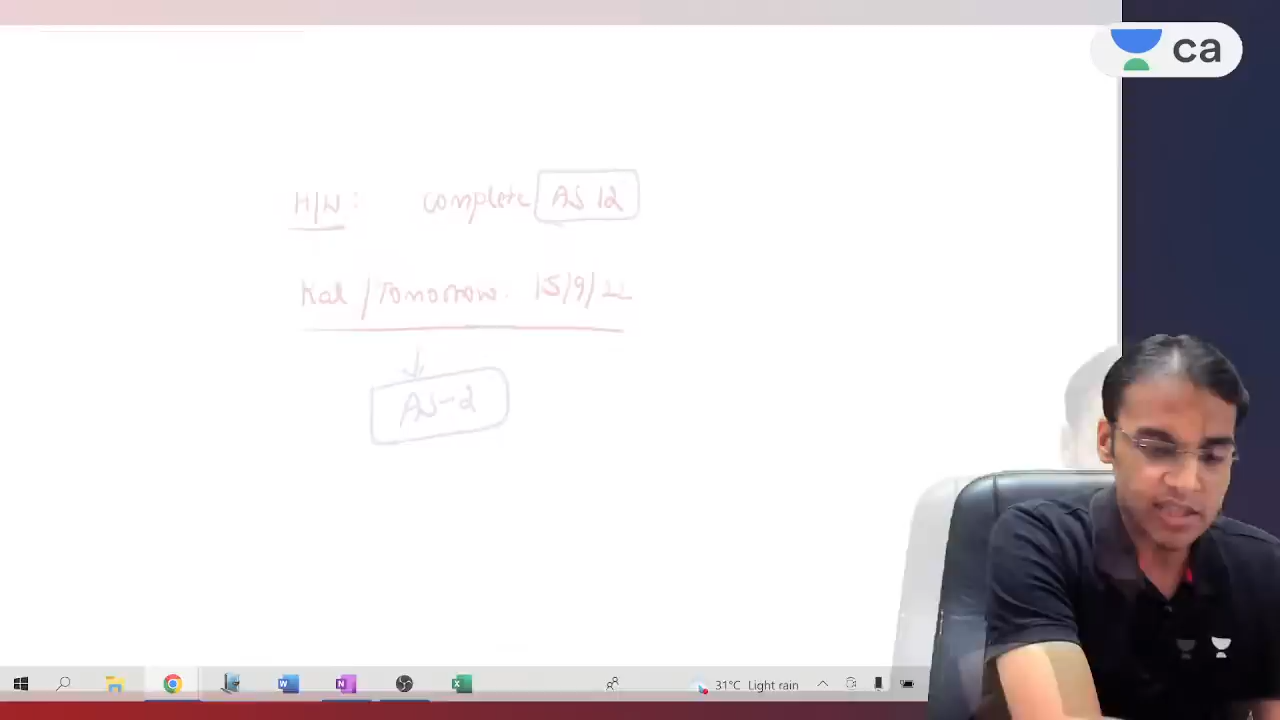 ca
H/W: complete AS 12
Kal / Tomorrow: 15/9/22
AS-2
31°C Light rain